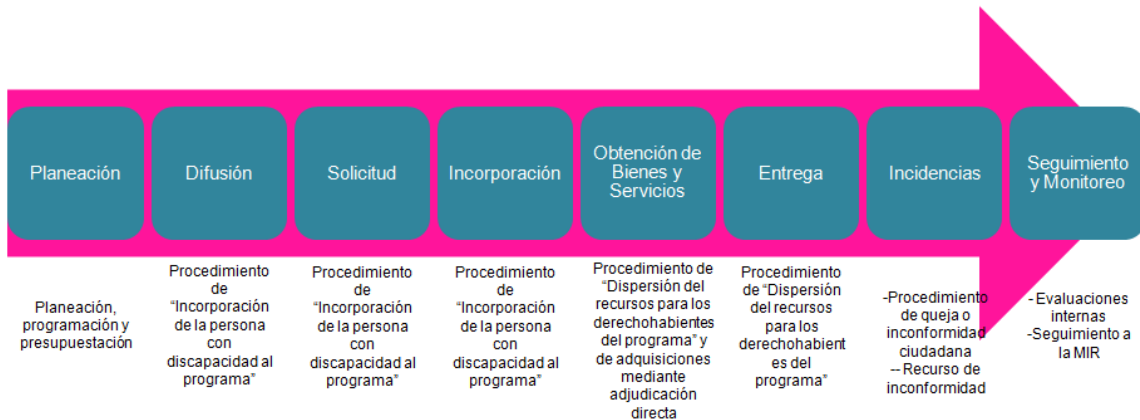 Planeación
Difusión
Solicitud
Incorporación
Obtención de
Bienes y
Servicios
Entrega
Incidencias
Seguimiento
y Monitoreo
Planeación,
programación y
presupuestación
Procedimiento
de
“Incorporación
de la persona
con
discapacidad al
programa”
Procedimiento
de
“Incorporación
de la persona
con
discapacidad al
programa”
Procedimiento
de
“Incorporación
de la persona
con
discapacidad al
programa”
Procedimiento de
“Dispersión del
recursos para los
derechohabientes
del programa” y
de adquisiciones
mediante
adjudicación
directa
Procedimiento
de “Dispersión
del recursos
para los
derechohabient
es del
programa”
-Procedimiento
de queja o
inconformidad
ciudadana
-- Recurso de
inconformidad
- Evaluaciones
internas
-Seguimiento a
la MIR